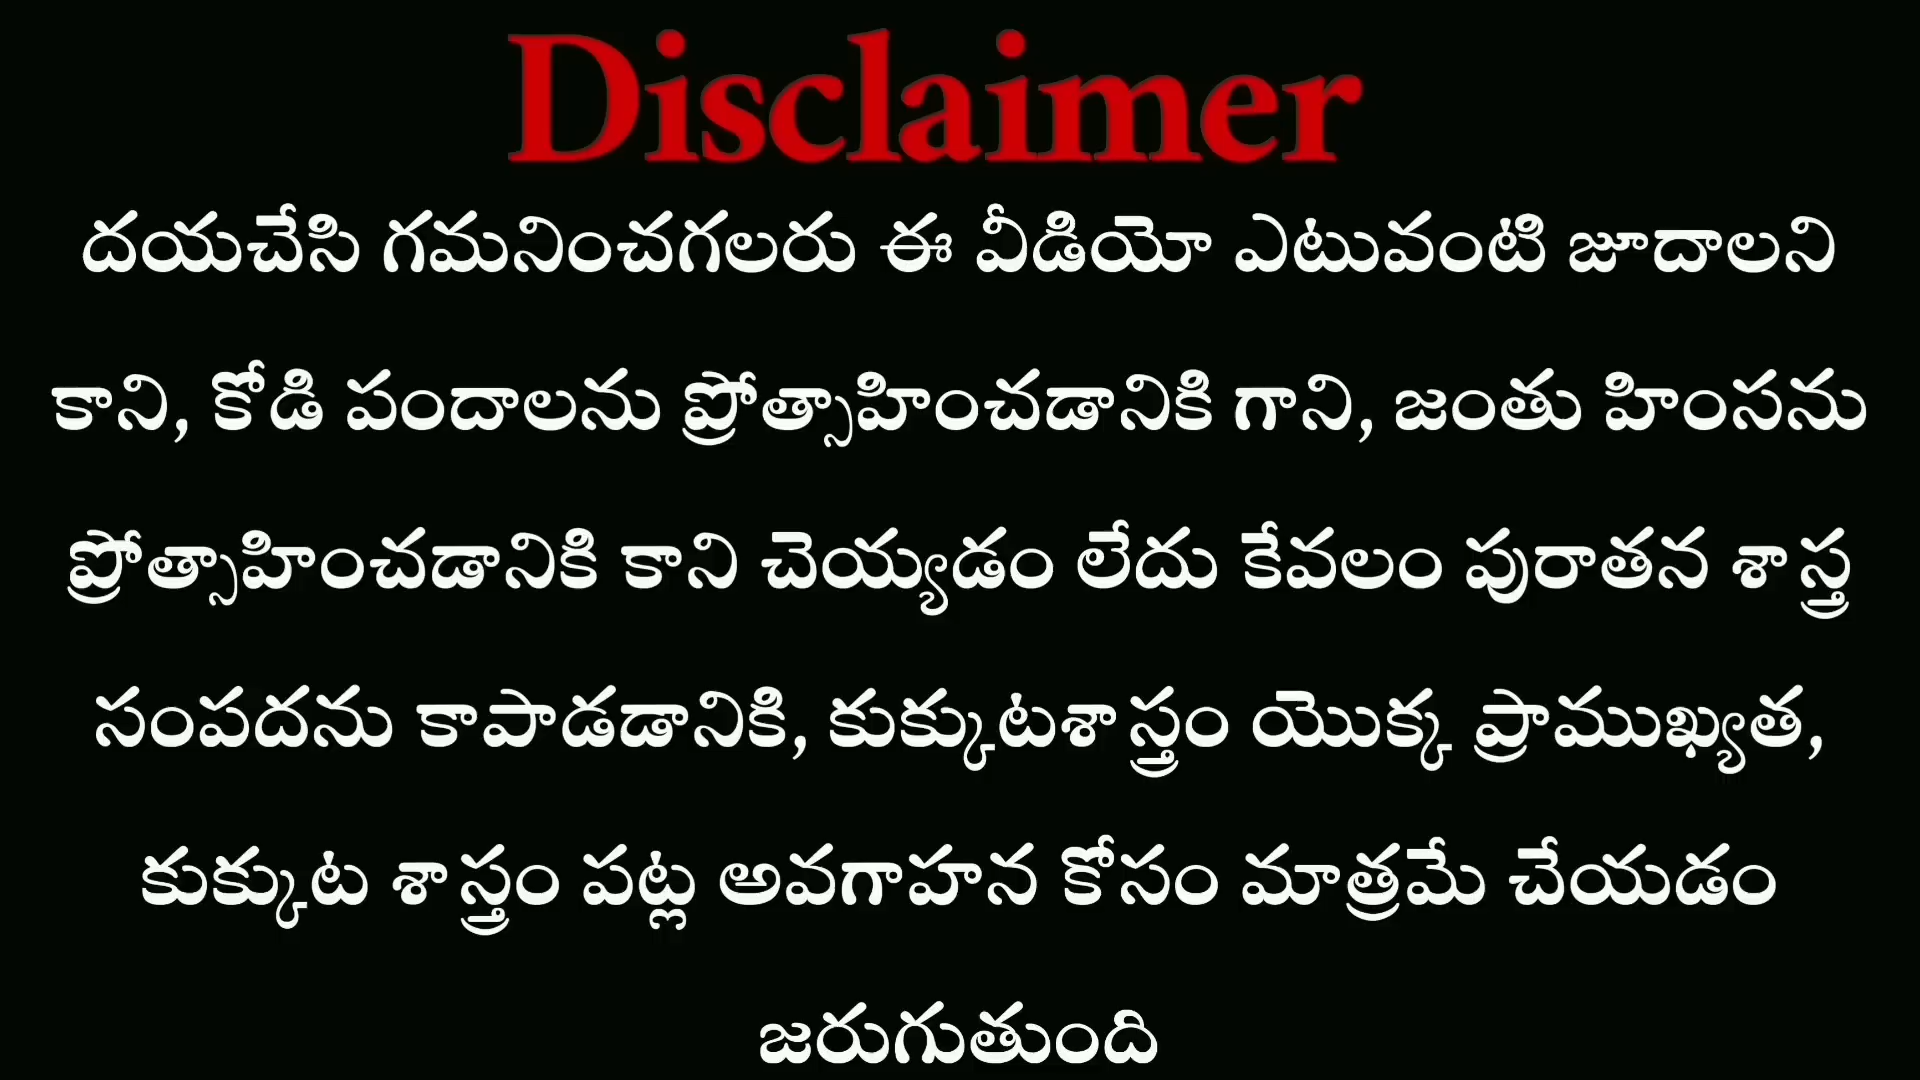 Disclaimer
దయచేసి గమనించగలరు ఈ వీడియో ఎటువంటి జూదాలని
కాని, కోడి పందాలను ప్రోత్సాహించడానికి గాని, జంతు హింసను
ప్రోత్సాహించడానికి కాని చెయ్యడం లేదు కేవలం పురాతన శాస్త్ర
సంపదను కాపాడడానికి, కుక్కుటశాస్త్రం యొక్క ప్రాముఖ్యత,
కుక్కుట శాస్త్రం పట్ల అవగాహన కోసం మాత్రమే చేయడం
జరుగుతుంది